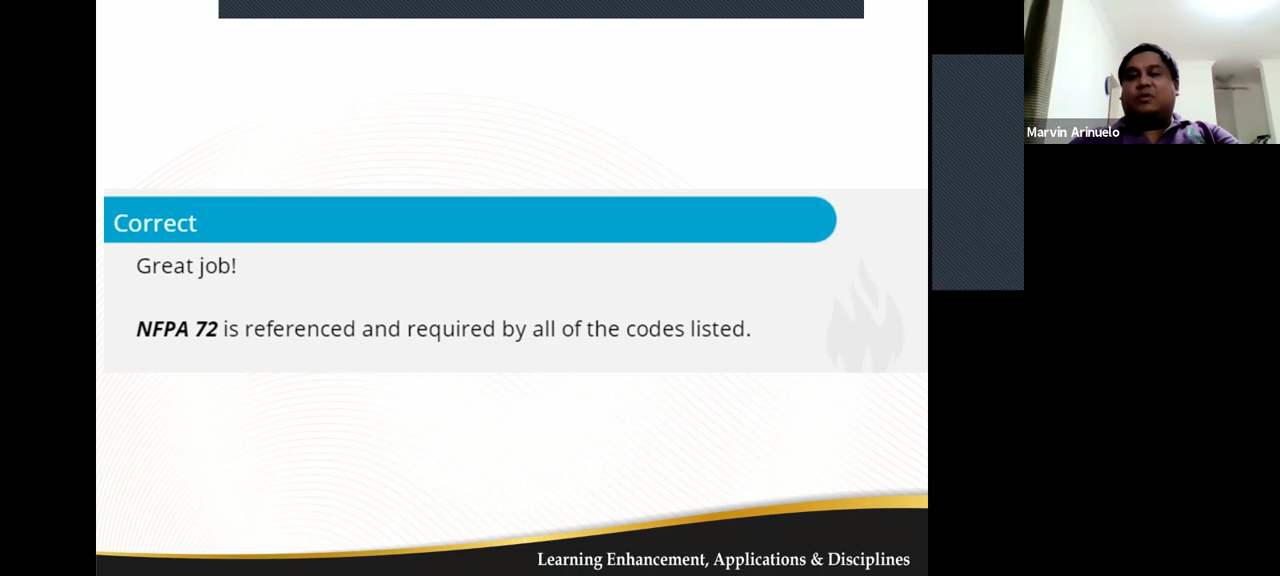 Correct
Great job!
NFPA 72 is referenced and required by all of the codes listed.
Marvin Arinuelo
Learning Enhancement, Applications & Disciplines